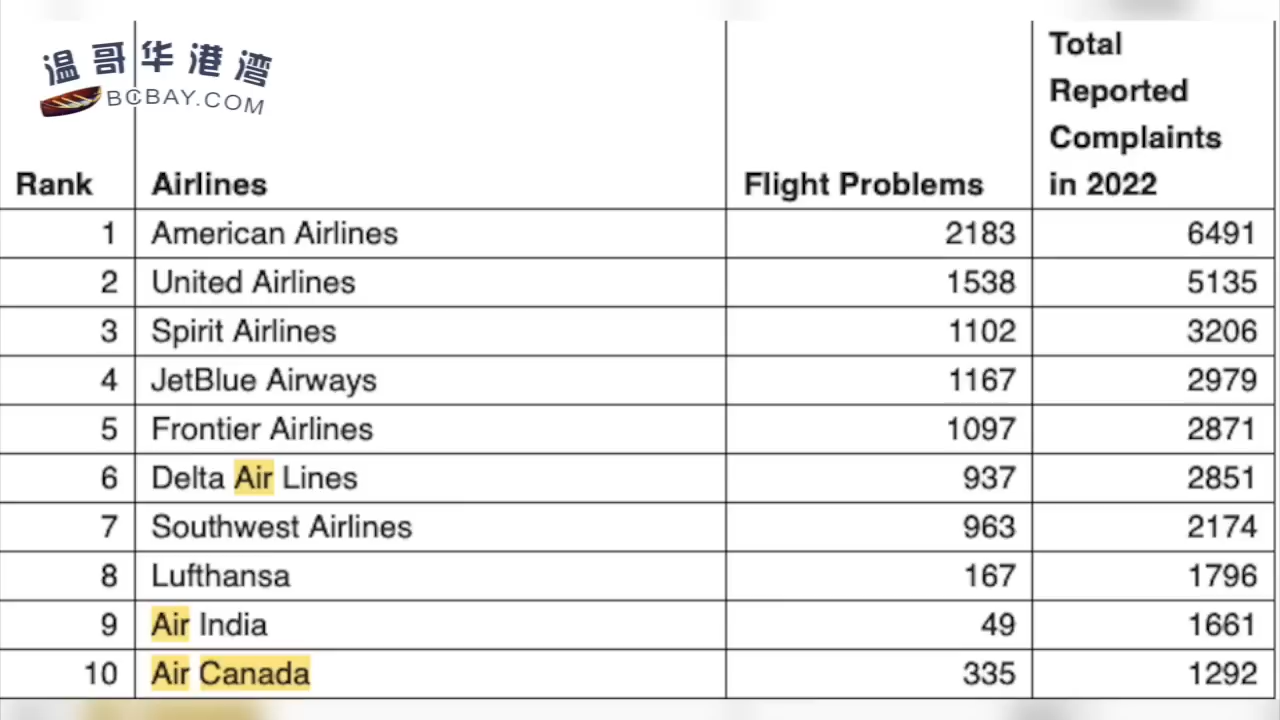 温哥华港湾
BCBAY.COM
Total
Reported
Complaints
Rank Airlines Flight Problems in 2022
1 American Airlines 2183 6491
2 United Airlines 1538 5135
3 Spirit Airlines 1102 3206
4 JetBlue Airways 1167 2979
5 Frontier Airlines 1097 2871
6 Delta Air Lines 937 2851
7 Southwest Airlines 963 2174
8 Lufthansa 167 1796
9 Air India 49 1661
10 Air Canada 335 1292